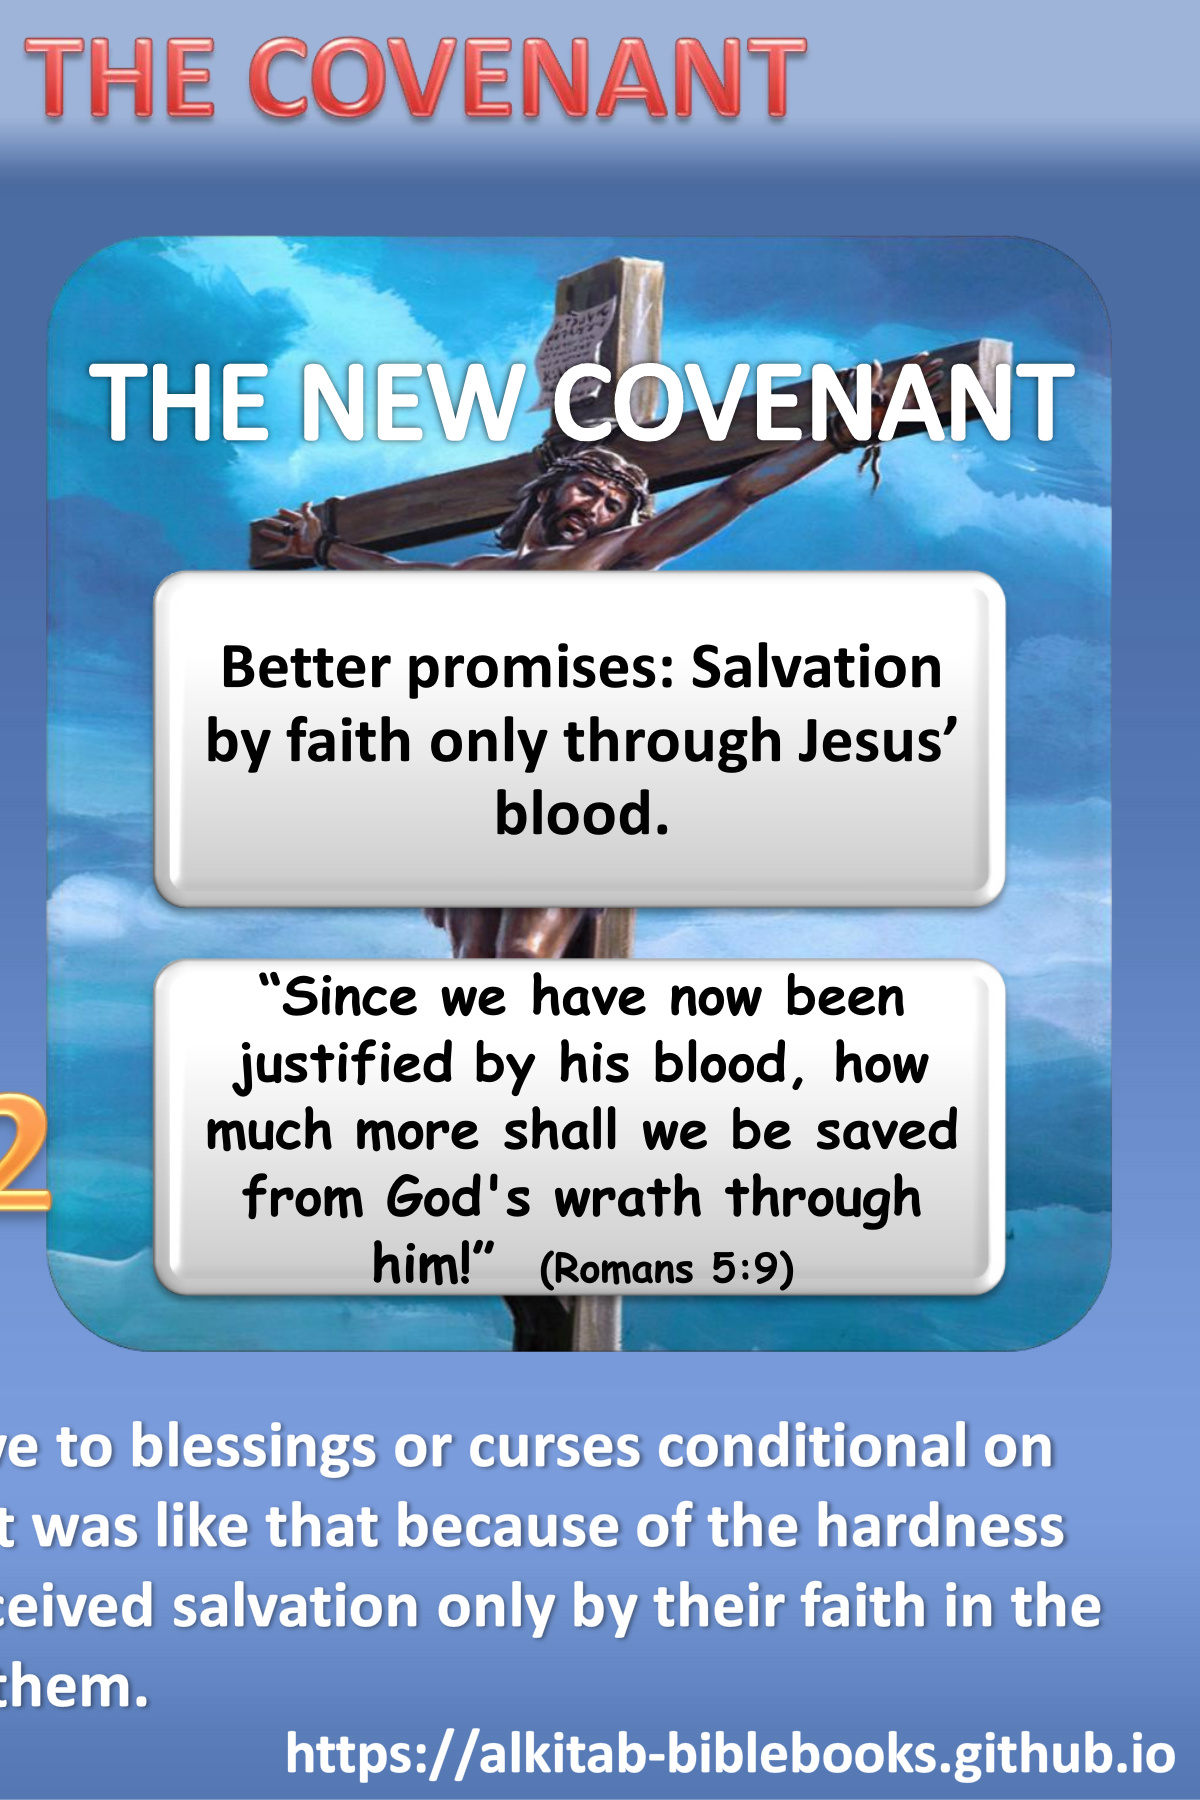 THE COVENANT
THE NEW COVENANT
Better promises: Salvation
by faith only through Jesus’
blood.
“Since we have now been
justified by his blood, how
much more shall we be saved
from God's wrath through
him!” (Romans 5:9)
2
to blessings or curses conditional on
was like that because of the hardness
salvation only by their faith in the
them.
https://alkitab-biblebooks.github.io